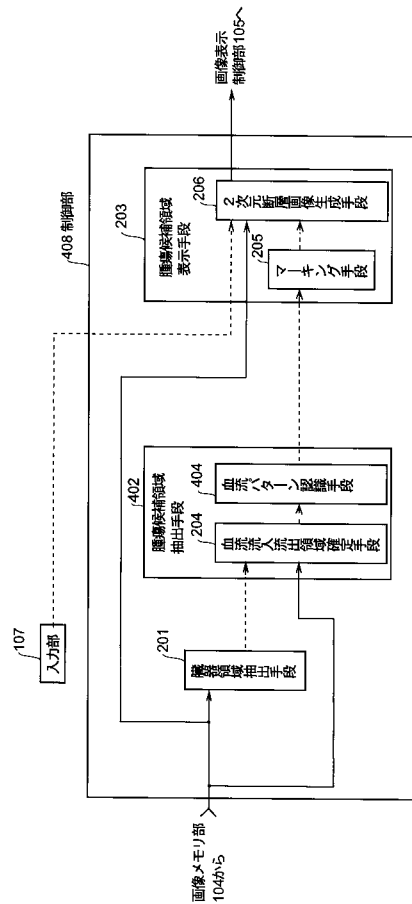 107
入力部
408 制御部
画像メモリ部
104から
201
臓器領域抽出手段
402
腫瘍候補領域
抽出手段
204
血流流入流出領域確定手段
404
血流パターン認識手段
203
腫瘍候補領域
表示手段
205
マーキング手段
206
2次元断層画像生成手段
画像表示
制御部105へ